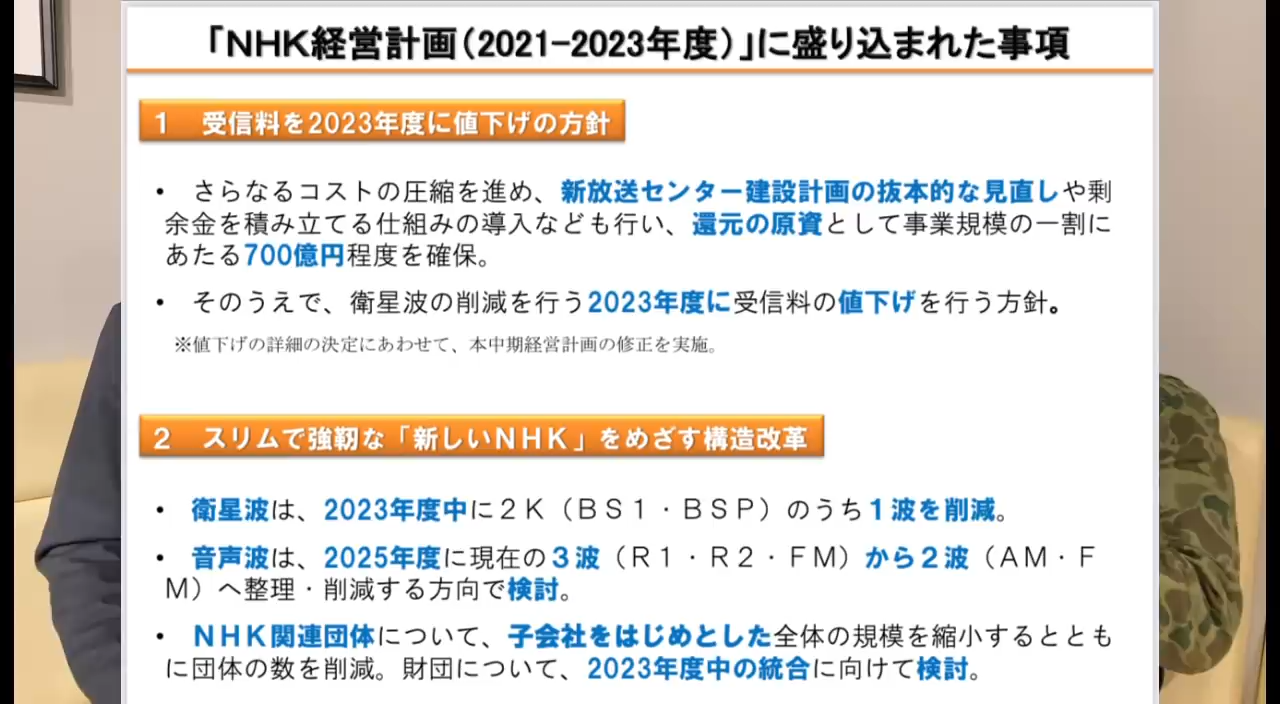 「NHK経営計画(2021-2023年度)」に盛り込まれた事項
１　受信料を2023年度に値下げの方針
・ さらなるコストの圧縮を進め、新放送センター建設計画の抜本的な見直しや剰
余金を積み立てる仕組みの導入なども行い、還元の原資として事業規模の一割に
あたる700億円程度を確保。
・ そのうえで、衛星波の削減を行う2023年度に受信料の値下げを行う方針。
※値下げの詳細の決定にあわせて、本中期経営計画の修正を実施。
２　スリムで強靭な「新しいＮＨＫ」をめざす構造改革
・ 衛星波は、2023年度中に２Ｋ（ＢＳ１・ＢＳＰ）のうち１波を削減。
・ 音声波は、2025年度に現在の３波（Ｒ１・Ｒ２・ＦＭ）から２波（ＡＭ・Ｆ
Ｍ）へ整理・削減する方向で検討。
・ ＮＨＫ関連団体について、子会社をはじめとした全体の規模を縮小するととも
に団体の数を削減。財団について、2023年度中の統合に向けて検討。